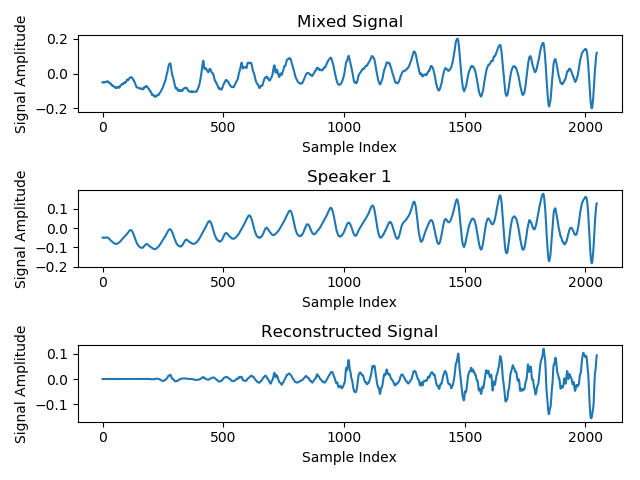 Mixed Signal
Signal Amplitude
0.2
0.0
−0.2
0 500 1000 1500 2000
Sample Index
Speaker 1
Signal Amplitude
0.1
0.0
−0.1
−0.2
0 500 1000 1500 2000
Sample Index
Reconstructed Signal
Signal Amplitude
0.1
0.0
−0.1
0 500 1000 1500 2000
Sample Index